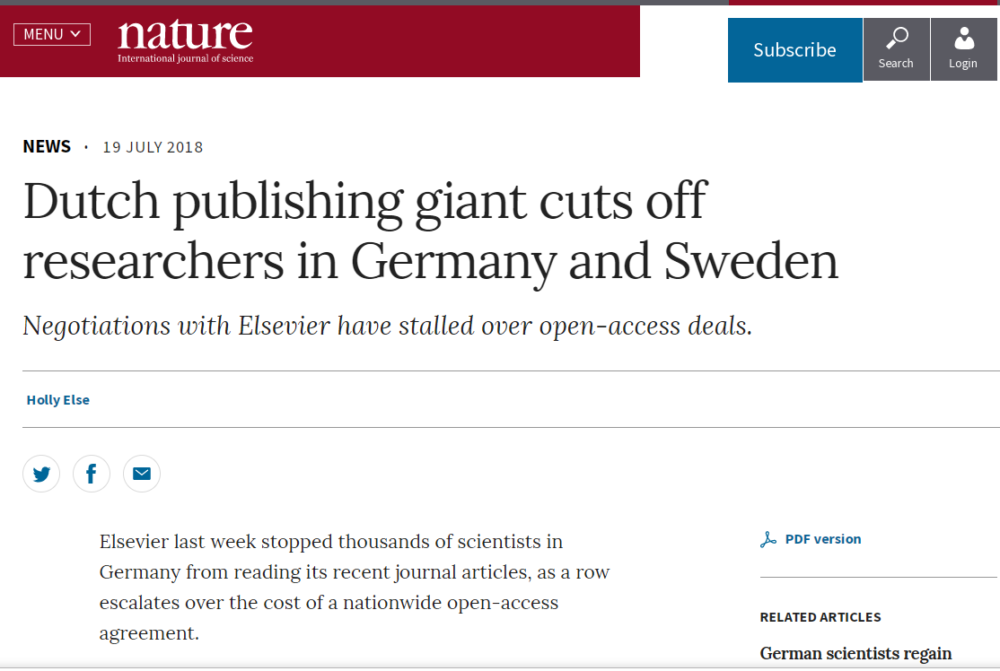 MENU
nature
International journal of science
Subscribe
Search
Login
NEWS · 19 JULY 2018
Dutch publishing giant cuts off
researchers in Germany and Sweden
Negotiations with Elsevier have stalled over open-access deals.
Holly Else
Elsevier last week stopped thousands of scientists in
Germany from reading its recent journal articles, as a row
escalates over the cost of a nationwide open-access
agreement.
PDF version
RELATED ARTICLES
German scientists regain